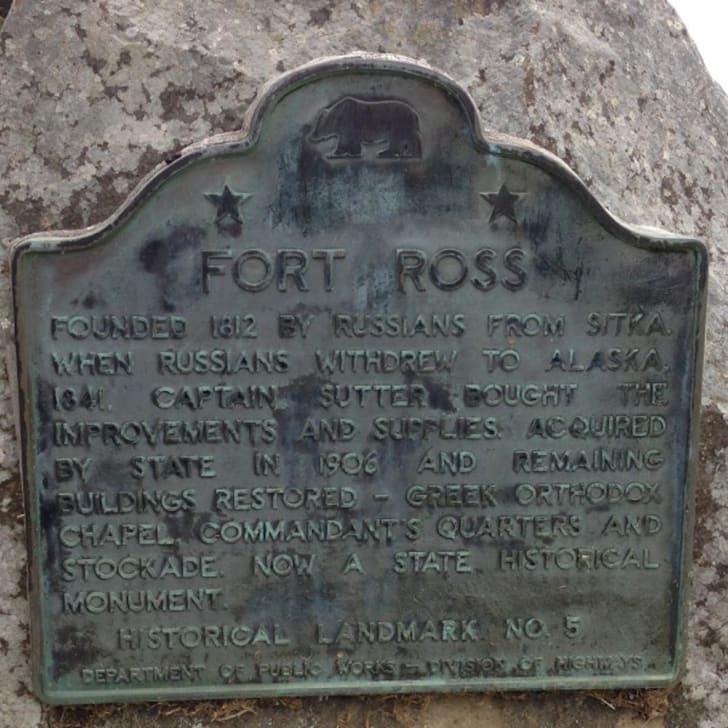 FORT ROSS
FOUNDED 1812 BY RUSSIANS FROM SITKA.
WHEN RUSSIANS WITHDREW TO ALASKA,
1841, CAPTAIN SUTTER BOUGHT THE
IMPROVEMENTS AND SUPPLIES. ACQUIRED
BY STATE IN 1906 AND REMAINING
BUILDINGS RESTORED – GREEK ORTHODOX
CHAPEL, COMMANDANT'S QUARTERS AND
STOCKADE. NOW A STATE HISTORICAL
MONUMENT.
HISTORICAL LANDMARK NO. 5
DEPARTMENT OF PUBLIC WORKS – DIVISION OF HIGHWAYS